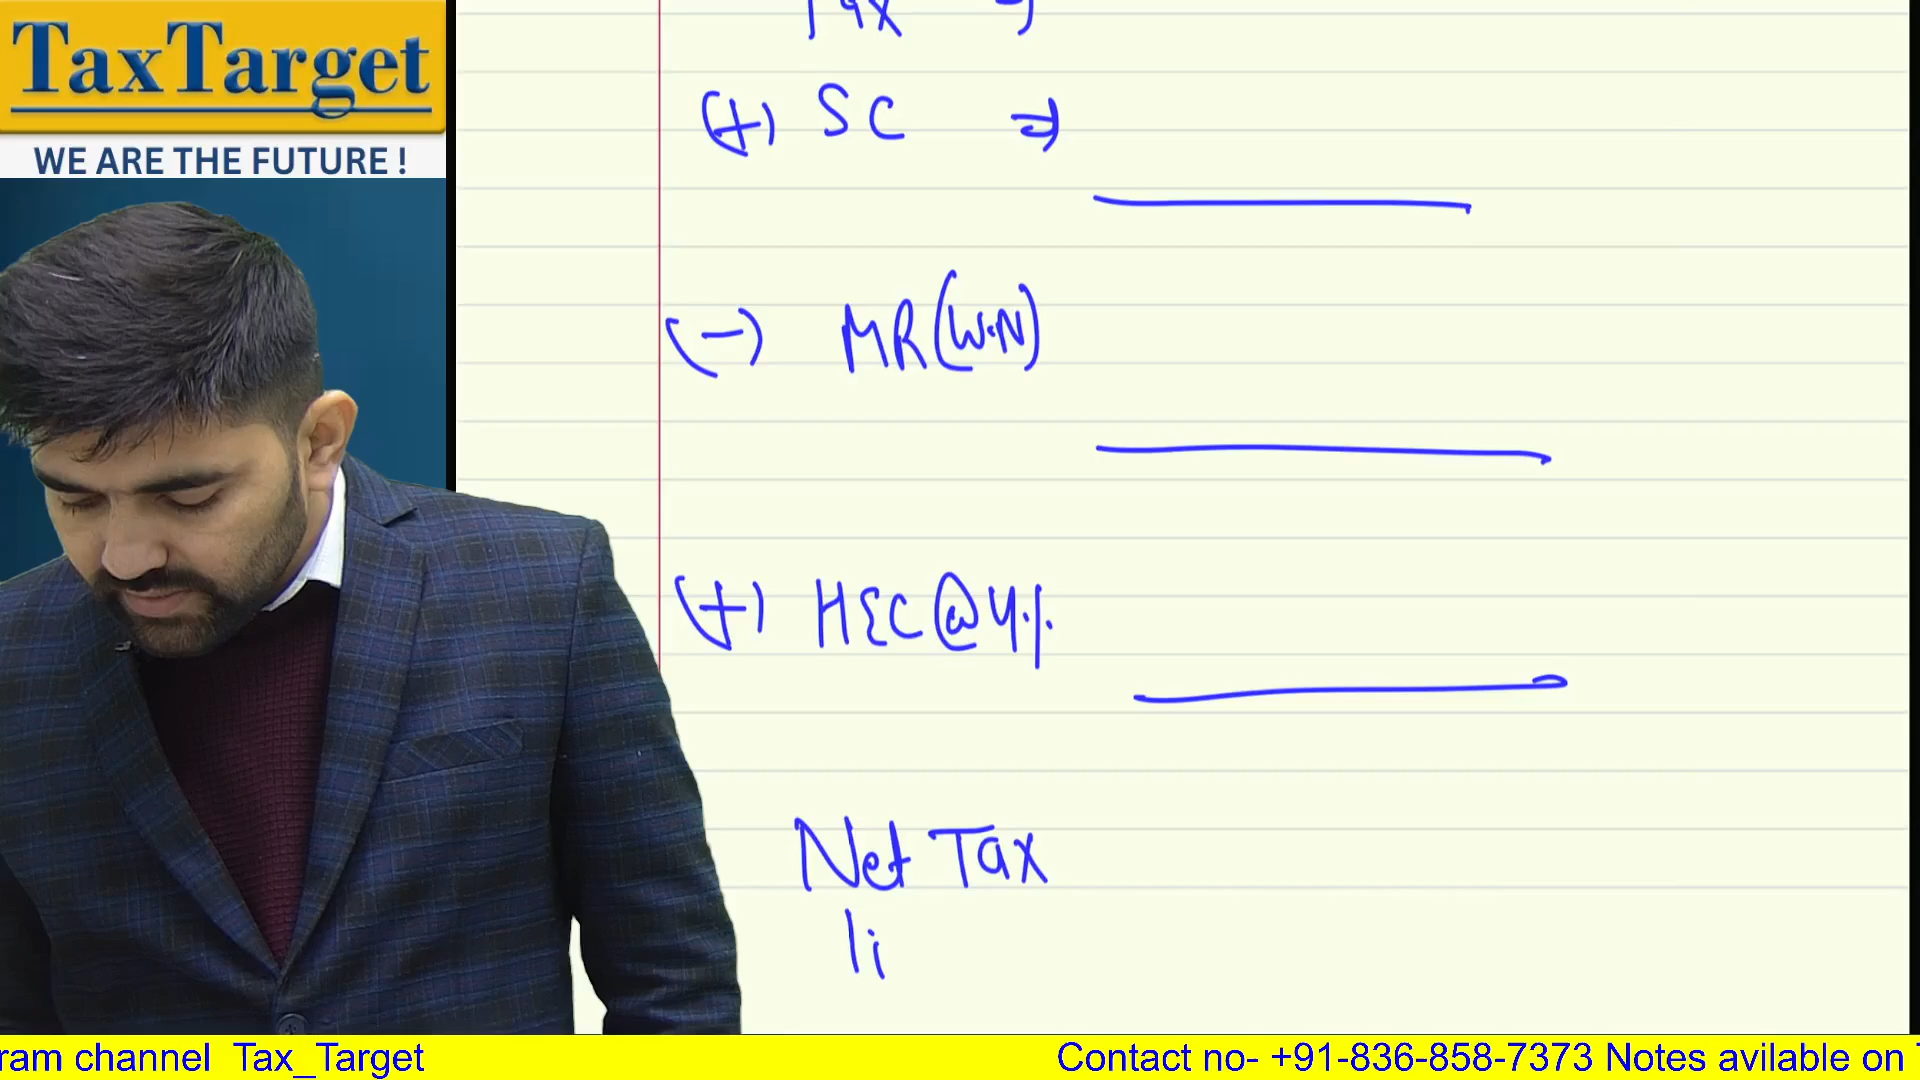 TaxTarget
WE ARE THE FUTURE !
Tax ⇒
(+) SC ⇒
(-) MR (W.N)
(+) HEC @ 4%
Net Tax
li
ram channel Tax_Target
Contact no- +91-836-858-7373 Notes avilable on